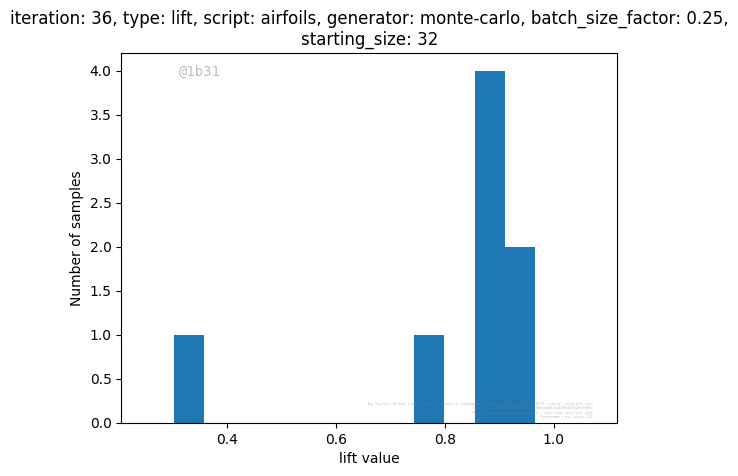 iteration: 36, type: lift, script: airfoils, generator: monte-carlo, batch_size_factor: 0.25,
starting_size: 32
@1b31
4.0
3.5
3.0
2.5
2.0
1.5
1.0
0.5
0.0
Number of samples
0.4
0.6
0.8
1.0
lift value